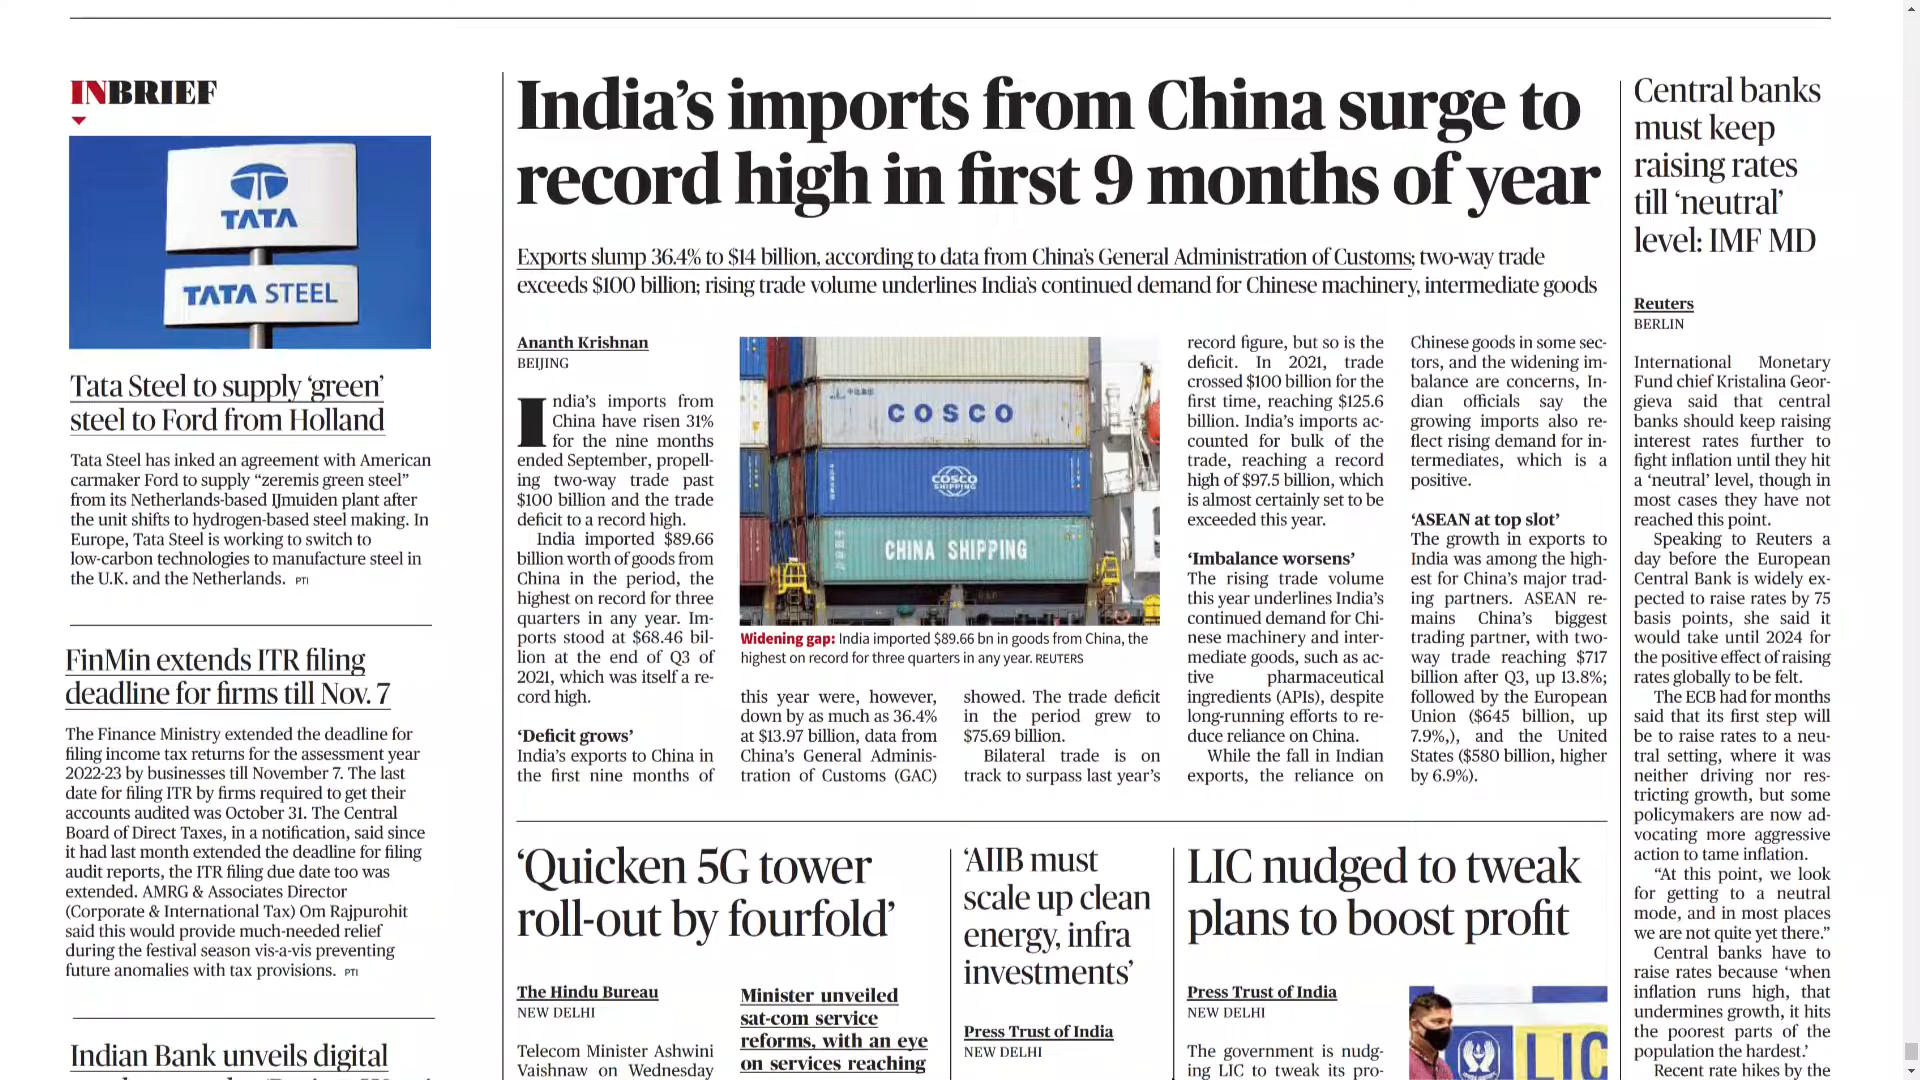 INBRIEF
TATA
TATA STEEL
Tata Steel to supply ‘green’
steel to Ford from Holland
Tata Steel has inked an agreement with American
carmaker Ford to supply “zeremis green steel”
from its Netherlands-based IJmuiden plant after
the unit shifts to hydrogen-based steel making. In
Europe, Tata Steel is working to switch to
low-carbon technologies to manufacture steel in
the U.K. and the Netherlands. PTI
FinMin extends ITR filing
deadline for firms till Nov. 7
The Finance Ministry extended the deadline for
filing income tax returns for the assessment year
2022-23 by businesses till November 7. The last
date for filing ITR by firms required to get their
accounts audited was October 31. The Central
Board of Direct Taxes, in a notification, said since
it had last month extended the deadline for filing
audit reports, the ITR filing due date too was
extended. AMRG & Associates Director
(Corporate & International Tax) Om Rajpurohit
said this would provide much-needed relief
during the festival season vis-a-vis preventing
future anomalies with tax provisions. PTI
Indian Bank unveils digital
India’s imports from China surge to
record high in first 9 months of year
Exports slump 36.4% to $14 billion, according to data from China’s General Administration of Customs; two-way trade
exceeds $100 billion; rising trade volume underlines India’s continued demand for Chinese machinery, intermediate goods
Ananth Krishnan
BEIJING
India’s imports from
China have risen 31%
for the nine months
ended September, propell-
ing two-way trade past
$100 billion and the trade
deficit to a record high.
India imported $89.66
billion worth of goods from
China in the period, the
highest on record for three
quarters in any year. Im-
ports stood at $68.46 bil-
lion at the end of Q3 of
2021, which was itself a re-
cord high.
‘Deficit grows’
India’s exports to China in
the first nine months of
COSCO
COSCO
SHIPPING
CHINA SHIPPING
Widening gap: India imported $89.66 bn in goods from China, the
highest on record for three quarters in any year. REUTERS
this year were, however,
down by as much as 36.4%
at $13.97 billion, data from
China’s General Adminis-
tration of Customs (GAC)
showed. The trade deficit
in the period grew to
$75.69 billion.
Bilateral trade is on
track to surpass last year’s
record figure, but so is the
deficit. In 2021, trade
crossed $100 billion for the
first time, reaching $125.6
billion. India’s imports ac-
counted for bulk of the
trade, reaching a record
high of $97.5 billion, which
is almost certainly set to be
exceeded this year.
‘Imbalance worsens’
The rising trade volume
this year underlines India’s
continued demand for Chi-
nese machinery and inter-
mediate goods, such as ac-
tive pharmaceutical
ingredients (APIs), despite
long-running efforts to re-
duce reliance on China.
While the fall in Indian
exports, the reliance on
Chinese goods in some sec-
tors, and the widening im-
balance are concerns, In-
dian officials say the
growing imports also re-
flect rising demand for in-
termediates, which is a
positive.
‘ASEAN at top slot’
The growth in exports to
India was among the high-
est for China’s major trad-
ing partners. ASEAN re-
mains China’s biggest
trading partner, with two-
way trade reaching $717
billion after Q3, up 13.8%;
followed by the European
Union ($645 billion, up
7.9%,), and the United
States ($580 billion, higher
by 6.9%).
‘Quicken 5G tower
roll-out by fourfold’
The Hindu Bureau
NEW DELHI
Telecom Minister Ashwini
Vaishnaw on Wednesday
Minister unveiled
sat-com service
reforms, with an eye
on services reaching
‘AIIB must
scale up clean
energy, infra
investments’
Press Trust of India
NEW DELHI
LIC nudged to tweak
plans to boost profit
Press Trust of India
NEW DELHI
The government is nudg-
ing LIC to tweak its pro-
LIC
Central banks
must keep
raising rates
till ‘neutral’
level: IMF MD
Reuters
BERLIN
International Monetary
Fund chief Kristalina Geor-
gieva said that central
banks should keep raising
interest rates further to
fight inflation until they hit
a ‘neutral’ level, though in
most cases they have not
reached this point.
Speaking to Reuters a
day before the European
Central Bank is widely ex-
pected to raise rates by 75
basis points, she said it
would take until 2024 for
the positive effect of raising
rates globally to be felt.
The ECB had for months
said that its first step will
be to raise rates to a neu-
tral setting, where it was
neither driving nor res-
tricting growth, but some
policymakers are now ad-
vocating more aggressive
action to tame inflation.
“At this point, we look
for getting to a neutral
mode, and in most places
we are not quite yet there.”
Central banks have to
raise rates because ‘when
inflation runs high, that
undermines growth, it hits
the poorest parts of the
population the hardest.’
Recent rate hikes by the